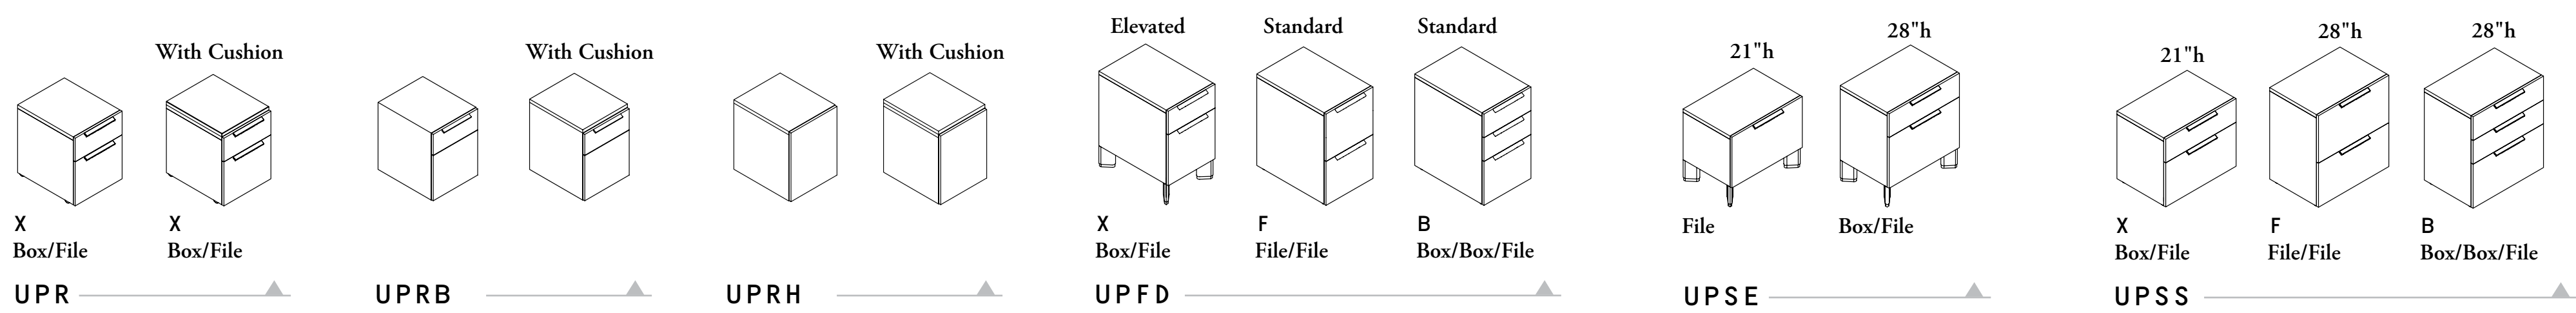 With Cushion
X
Box/File
X
Box/File
UPR
With Cushion
UPRB
With Cushion
UPRH
Elevated
Standard
Standard
X
Box/File
F
File/File
B
Box/Box/File
UPFD
21"h
28"h
File
Box/File
UPSE
21"h
28"h
28"h
X
Box/File
F
File/File
B
Box/Box/File
UPSS